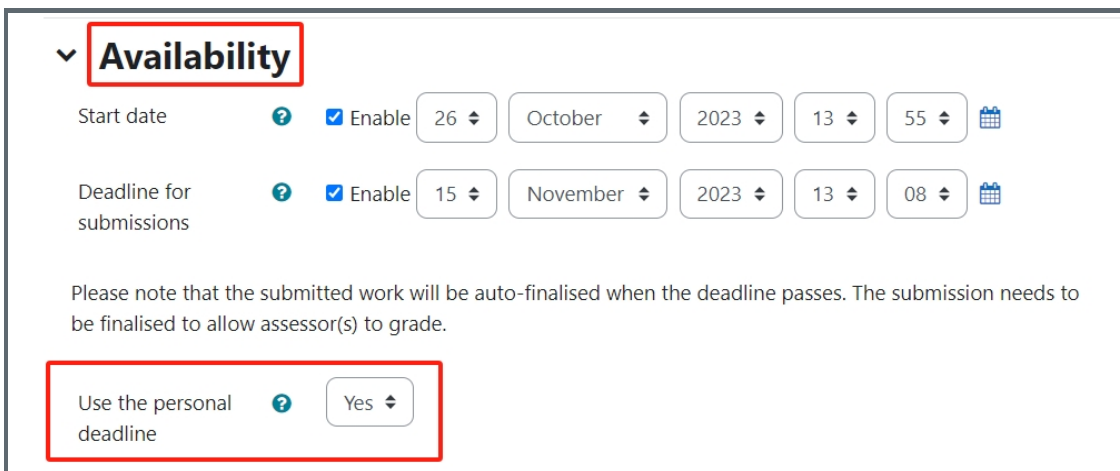 Availability
Start date Enable 26 October 2023 13 55
Deadline for submissions Enable 15 November 2023 13 08
Please note that the submitted work will be auto-finalised when the deadline passes. The submission needs to
be finalised to allow assessor(s) to grade.
Use the personal deadline Yes